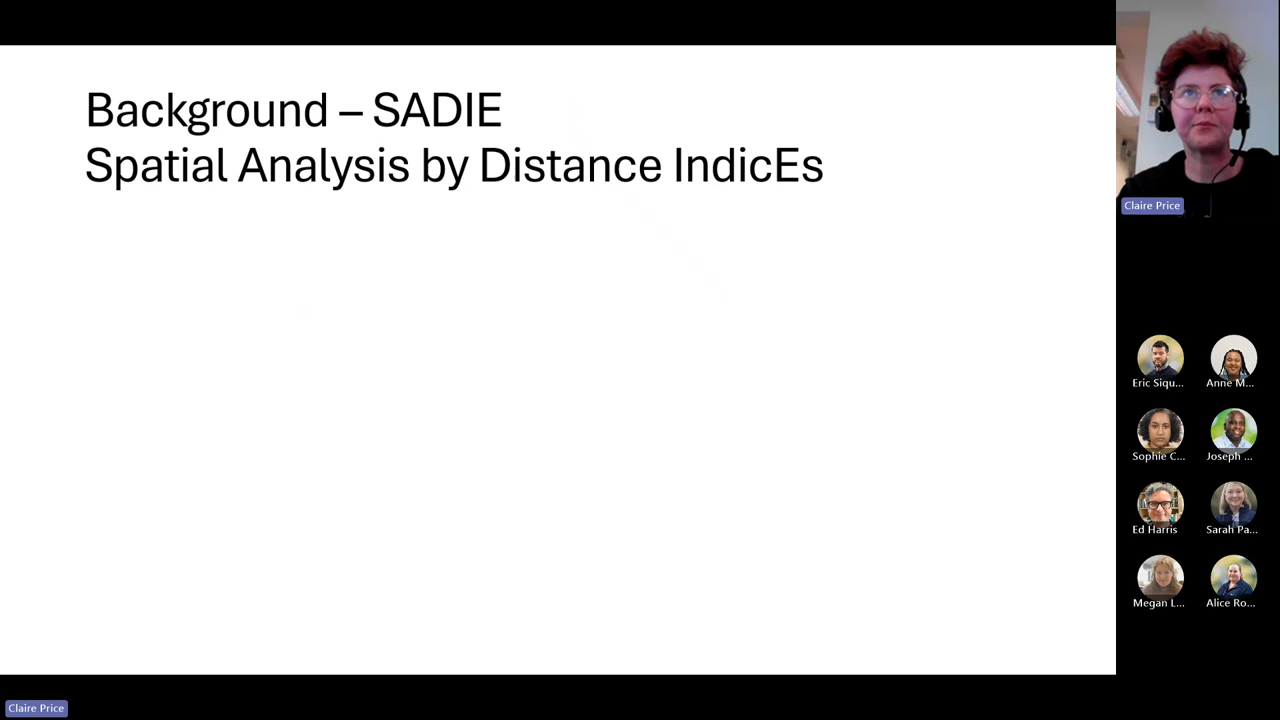 Background – SADIE
Spatial Analysis by Distance IndicEs
Claire Price
Eric Siqu...
Anne M...
Sophie C...
Joseph ...
Ed Harris
Sarah Pa...
Megan L...
Alice Ro...
Claire Price